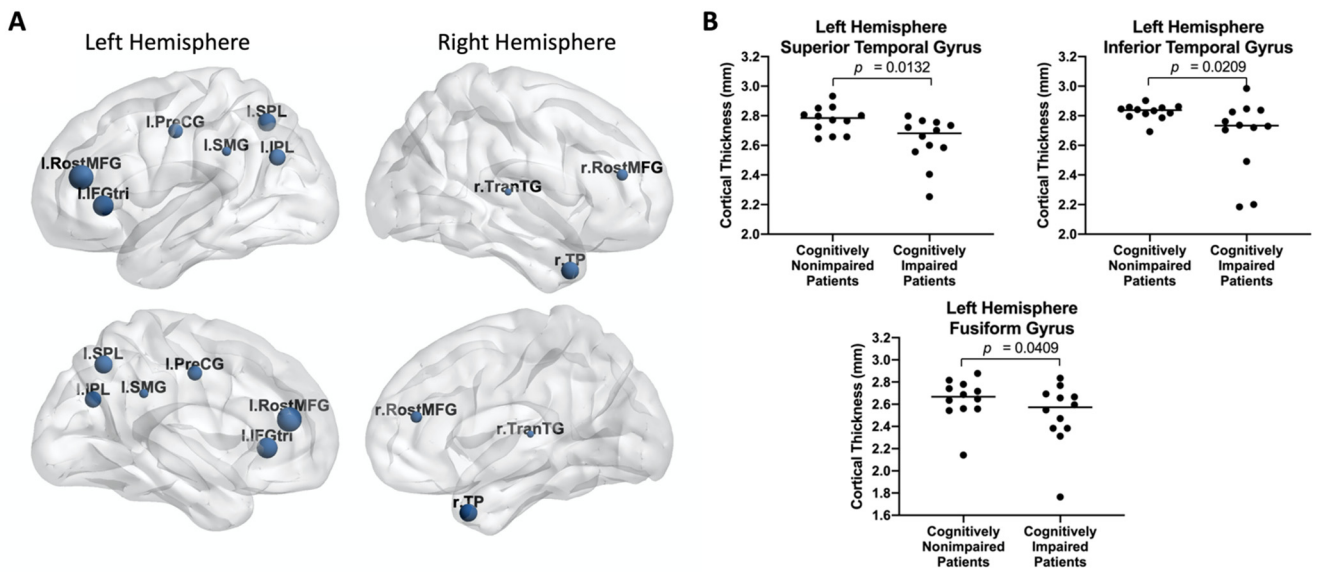 A
Left Hemisphere
Right Hemisphere
l.PreCG
l.SPL
l.SMG
l.IPL
l.RostMFG
l.IFGtri
r.RostMFG
r.TranTG
r.TP
l.SPL
l.PreCG
l.IPL
l.SMG
l.RostMFG
l.IFGtri
r.RostMFG
r.TranTG
r.TP
B
Left Hemisphere
Superior Temporal Gyrus
p = 0.0132
Cortical Thickness (mm)
3.2
3.0
2.8
2.6
2.4
2.2
2.0
Cognitively
Nonimpaired
Patients
Cognitively
Impaired
Patients
Left Hemisphere
Inferior Temporal Gyrus
p = 0.0209
Cortical Thickness (mm)
3.2
3.0
2.8
2.6
2.4
2.2
2.0
Cognitively
Nonimpaired
Patients
Cognitively
Impaired
Patients
Left Hemisphere
Fusiform Gyrus
p = 0.0409
Cortical Thickness (mm)
3.2
3.0
2.8
2.6
2.4
2.2
2.0
1.8
1.6
Cognitively
Nonimpaired
Patients
Cognitively
Impaired
Patients